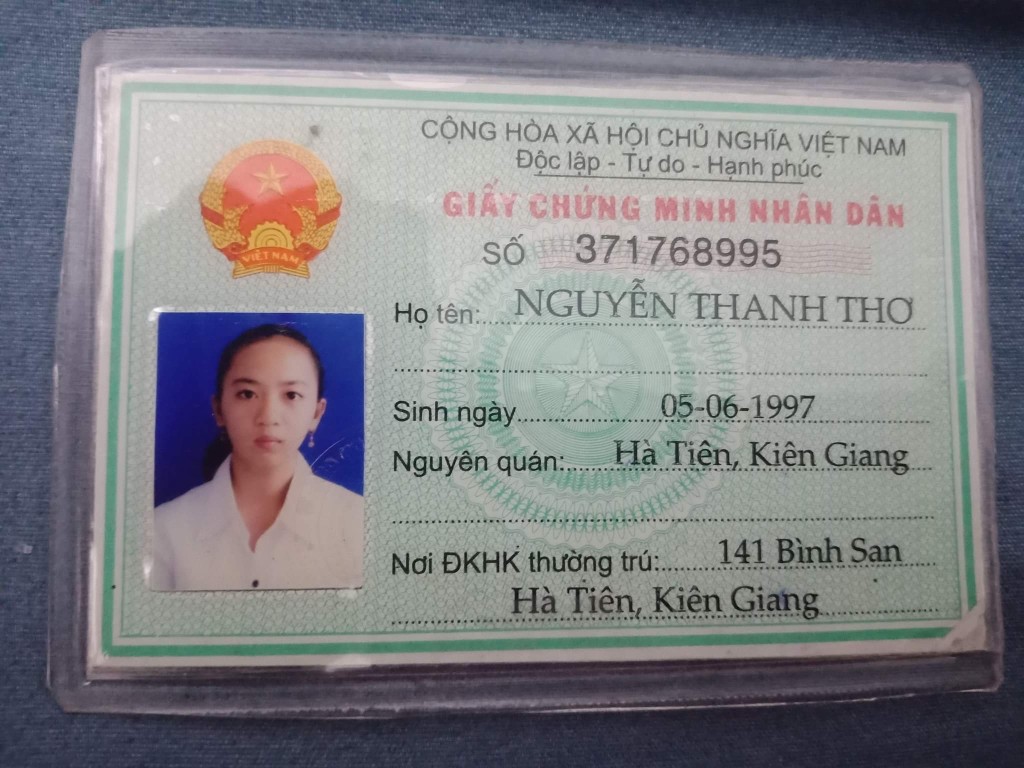 CỘNG HÒA XÃ HỘI CHỦ NGHĨA VIỆT NAM
Độc lập - Tự do - Hạnh phúc
GIẤY CHỨNG MINH NHÂN DÂN
SỐ 371768995
Họ tên: NGUYỄN THANH THƠ
Sinh ngày 05-06-1997
Nguyên quán: Hà Tiên, Kiên Giang
Nơi ĐKHK thường trú: 141 Bình San
Hà Tiên, Kiên Giang
VIỆT NAM